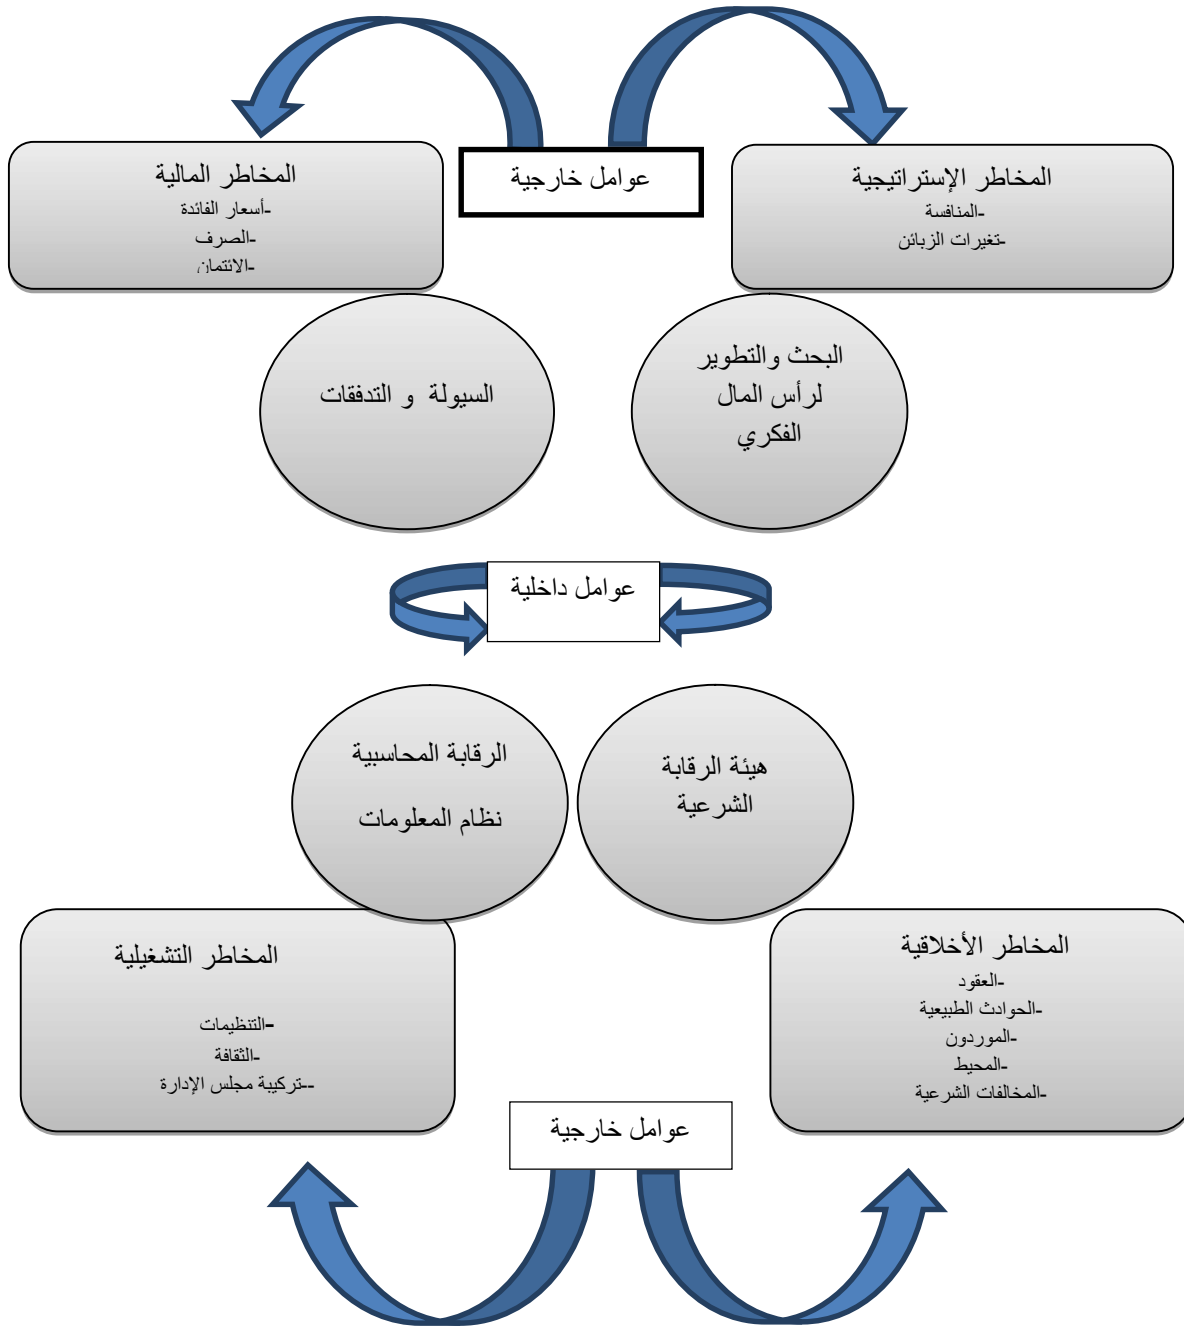 عوامل خارجية
المخاطر الإستراتيجية
-المنافسة
-تغيرات الزبائن
المخاطر المالية
-أسعار الفائدة
-الصرف
-الائتمان
البحث والتطوير
لرأس المال
الفكري
السيولة و التدفقات
عوامل داخلية
هيئة الرقابة
الشرعية
الرقابة المحاسبية
نظام المعلومات
المخاطر الأخلاقية
-العقود
-الحوادث الطبيعية
-الموردون
-المحيط
-المخالفات الشرعية
المخاطر التشغيلية
-التنظيمات
-الثقافة
--تركيبة مجلس الإدارة
عوامل خارجية